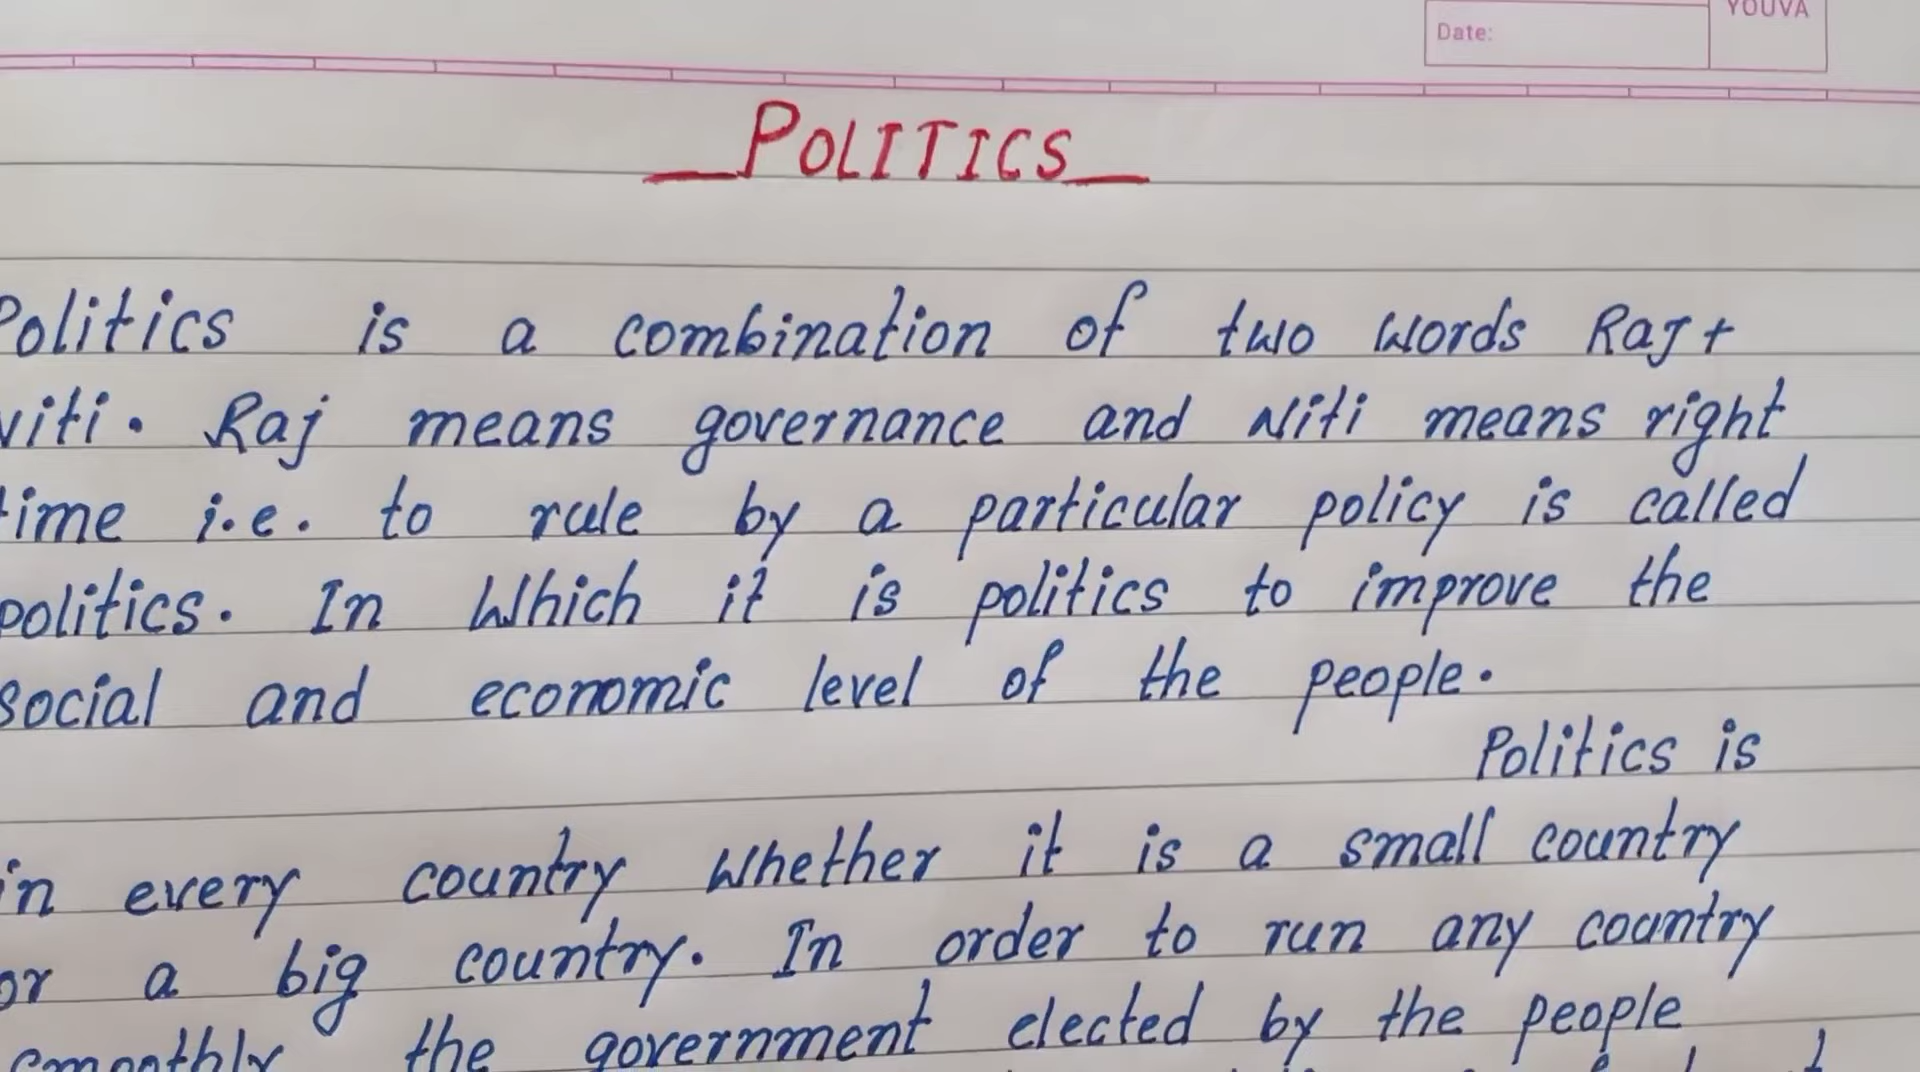 YOUVA
Date:
POLITICS
Politics is a combination of two words Raj+
Niti. Raj means governance and Niti means right
time i.e. to rule by a particular policy is called
politics. In Which it is politics to improve the
social and economic level of the people.
Politics is
in every country whether it is a small country
or a big country. In order to run any country
smoothly the government elected by the people